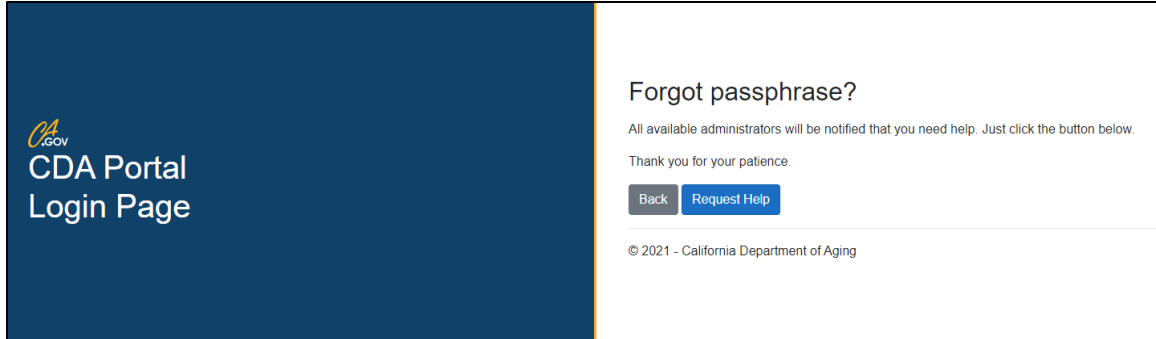 CA
.GOV
CDA Portal
Login Page
Forgot passphrase?
All available administrators will be notified that you need help. Just click the button below.
Thank you for your patience.
Back Request Help
© 2021 - California Department of Aging